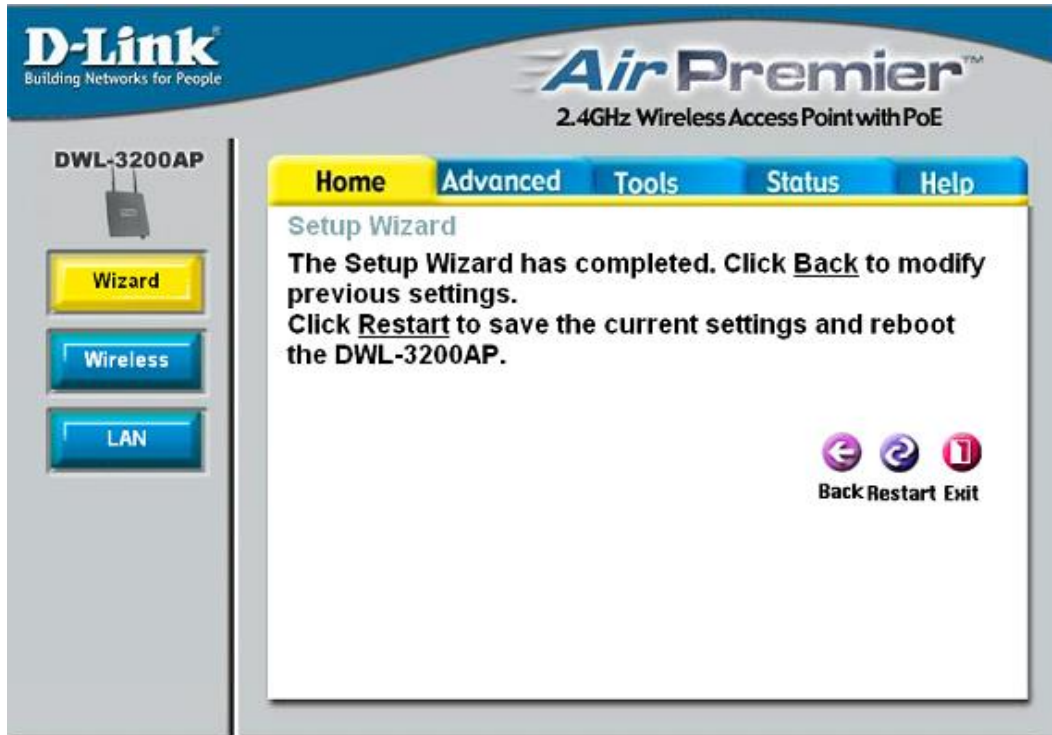 D-Link
Building Networks for People
Air Premier™
2.4GHz Wireless Access Point with PoE
DWL-3200AP
Home Advanced Tools Status Help
Wizard
Wireless
LAN
Setup Wizard
The Setup Wizard has completed. Click Back to modify
previous settings.
Click Restart to save the current settings and reboot
the DWL-3200AP.
Back Restart Exit